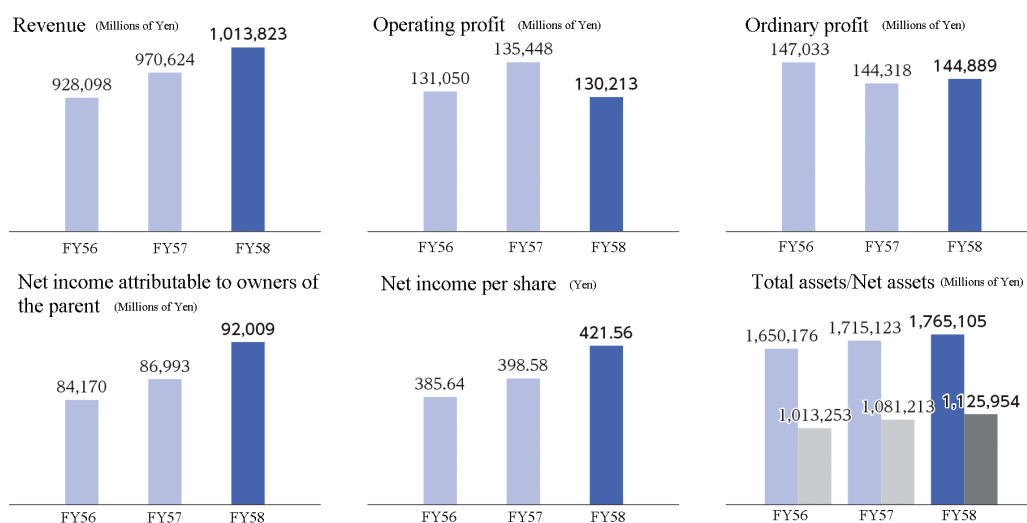 Revenue (Millions of Yen)
928,098
970,624
1,013,823
FY56
FY57
FY58
Operating profit (Millions of Yen)
131,050
135,448
130,213
FY56
FY57
FY58
Ordinary profit (Millions of Yen)
147,033
144,318
144,889
FY56
FY57
FY58
Net income attributable to owners of
the parent (Millions of Yen)
84,170
86,993
92,009
FY56
FY57
FY58
Net income per share (Yen)
385.64
398.58
421.56
FY56
FY57
FY58
Total assets/Net assets (Millions of Yen)
1,650,176
1,013,253
1,715,123
1,081,213
1,765,105
1,125,954
FY56
FY57
FY58